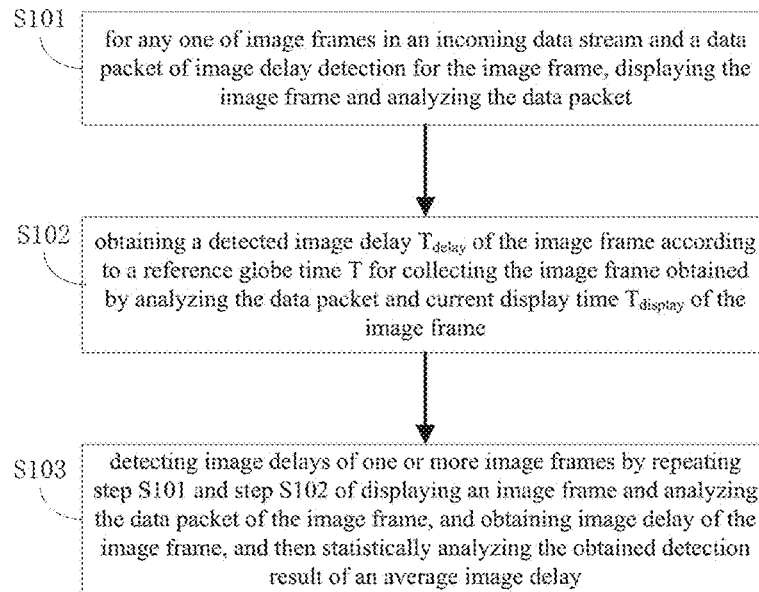 S101
for any one of image frames in an incoming data stream and a data
packet of image delay detection for the image frame, displaying the
image frame and analyzing the data packet
S102
obtaining a detected image delay Tdelay of the image frame according
to a reference globe time T for collecting the image frame obtained
by analyzing the data packet and current display time Tdisplay of the
image frame
S103
detecting image delays of one or more image frames by repeating
step S101 and step S102 of displaying an image frame and analyzing
the data packet of the image frame, and obtaining image delay of the
image frame, and then statistically analyzing the obtained detection
result of an average image delay